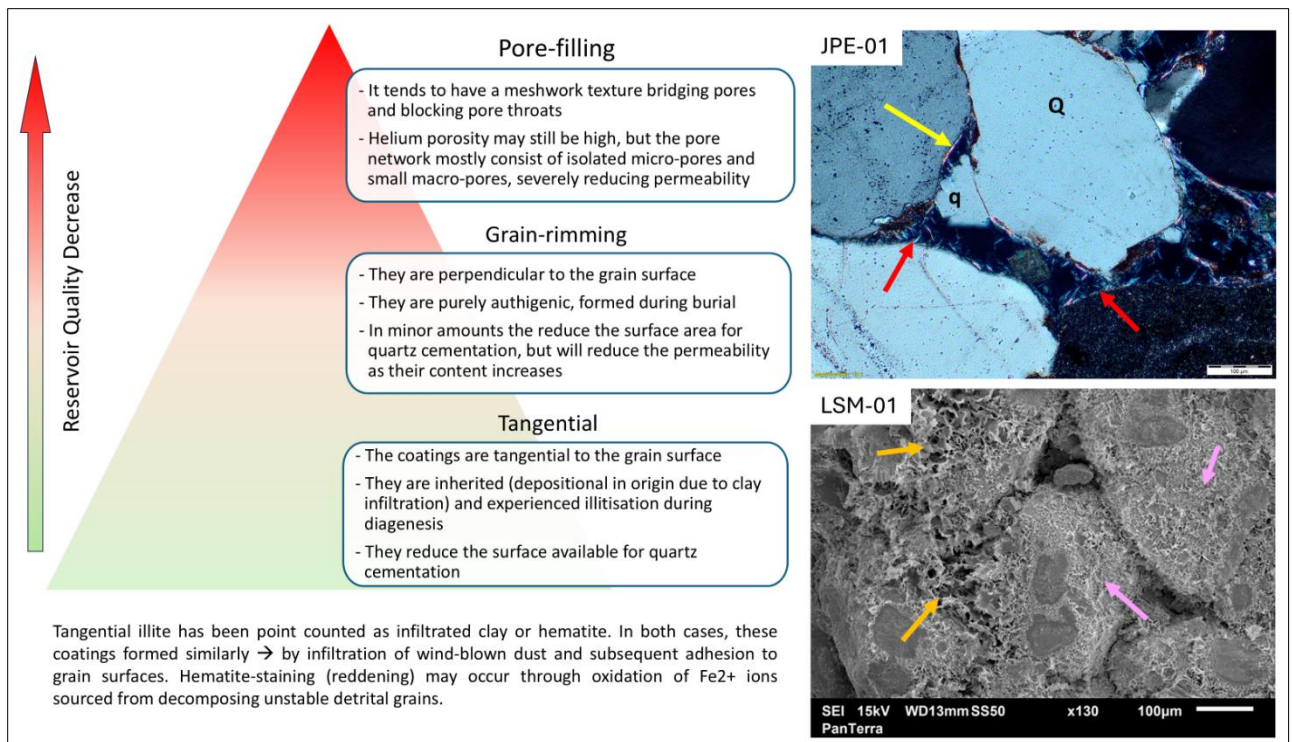 Reservoir Quality Decrease
Pore-filling
- It tends to have a meshwork texture bridging pores
and blocking pore throats
- Helium porosity may still be high, but the pore
network mostly consist of isolated micro-pores and
small macro-pores, severely reducing permeability
Grain-rimming
- They are perpendicular to the grain surface
- They are purely authigenic, formed during burial
- In minor amounts the reduce the surface area for
quartz cementation, but will reduce the permeability
as their content increases
Tangential
- The coatings are tangential to the grain surface
- They are inherited (depositional in origin due to clay
infiltration) and experienced illitisation during
diagenesis
- They reduce the surface available for quartz
cementation
Tangential illite has been point counted as infiltrated clay or hematite. In both cases, these
coatings formed similarly → by infiltration of wind-blown dust and subsequent adhesion to
grain surfaces. Hematite-staining (reddening) may occur through oxidation of Fe2+ ions
sourced from decomposing unstable detrital grains.
JPE-01
Q
q
100 µm
LSM-01
SEI 15kV WD13mm SS50 x130 100µm
PanTerra